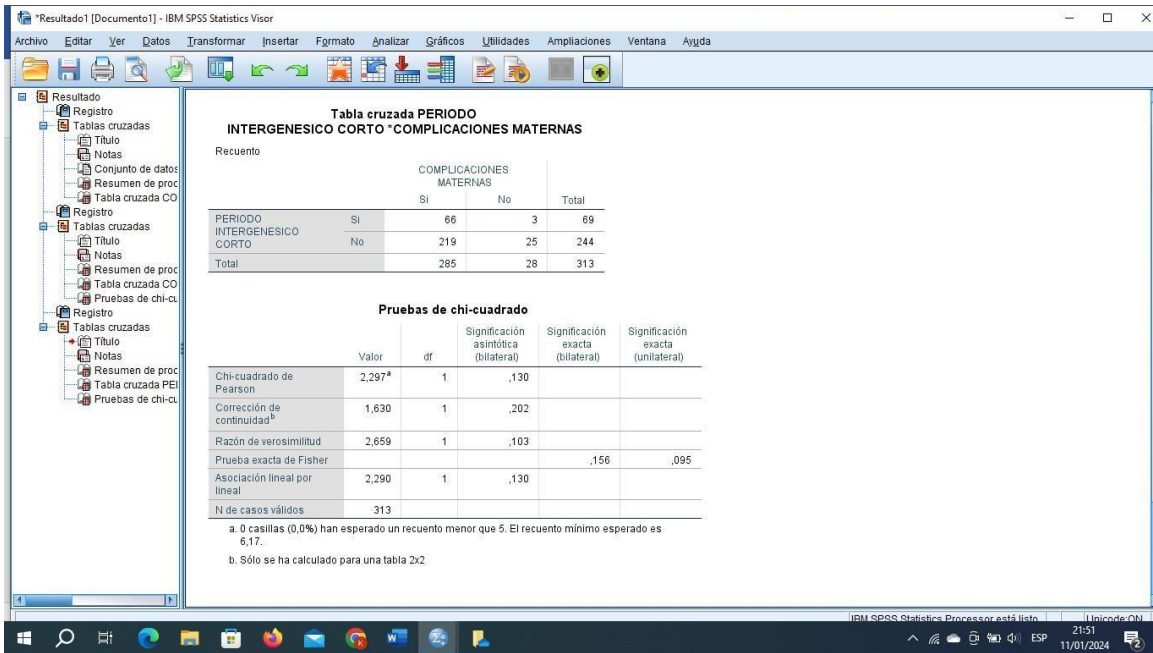 *Resultado1 [Documento1] - IBM SPSS Statistics Visor
Archivo Editar Ver Datos Transformar Insertar Formato Analizar Gráficos Utilidades Ampliaciones Ventana Ayuda
Resultado
Registro
Tablas cruzadas
Título
Notas
Conjunto de datos
Resumen de proc
Tabla cruzada CO
Registro
Tablas cruzadas
Título
Notas
Resumen de proc
Tabla cruzada CO
Pruebas de chi-cu
Registro
Tablas cruzadas
Título
Notas
Resumen de proc
Tabla cruzada PEI
Pruebas de chi-cu
Tabla cruzada PERIODO
INTERGENESICO CORTO *COMPLICACIONES MATERNAS
Recuento
COMPLICACIONES
MATERNAS
Si No Total
PERIODO INTERGENESICO CORTO Si 66 3 69
No 219 25 244
Total 285 28 313
Pruebas de chi-cuadrado
Valor df Significación asintótica (bilateral) Significación exacta (bilateral) Significación exacta (unilateral)
Chi-cuadrado de Pearson 2,297a 1 ,130
Corrección de continuidadb 1,630 1 ,202
Razón de verosimilitud 2,659 1 ,103
Prueba exacta de Fisher ,156 ,095
Asociación lineal por lineal 2,290 1 ,130
N de casos válidos 313
a. 0 casillas (0,0%) han esperado un recuento menor que 5. El recuento mínimo esperado es
6,17.
b. Sólo se ha calculado para una tabla 2x2
IBM SPSS Statistics Processor está listo Unicode:ON
ESP
21:51
11/01/2024